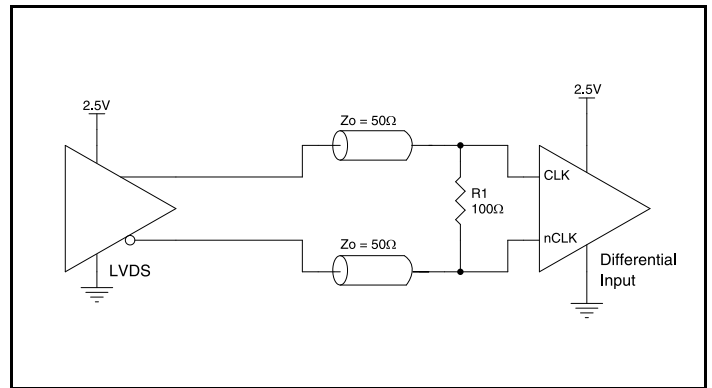 2.5V
2.5V
Zo = 50Ω
CLK
R1
100Ω
nCLK
Zo = 50Ω
LVDS
Differential
Input